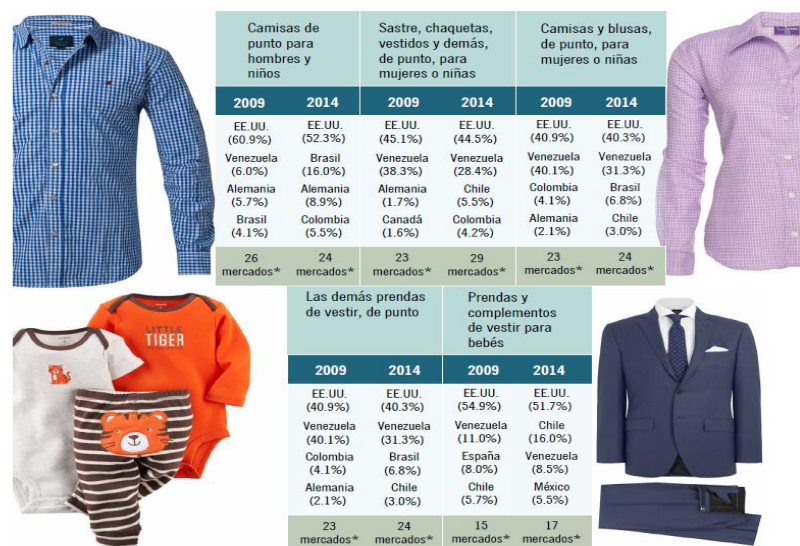 Camisas de
punto para
hombres y
niños
Sastre, chaquetas,
vestidos y demás,
de punto, para
mujeres o niñas
Camisas y blusas,
de punto, para
mujeres o niñas
2009 2014 2009 2014 2009 2014
EE.UU. EE.UU. EE.UU. EE.UU. EE.UU. EE.UU.
(60.9%) (52.3%) (45.1%) (44.5%) (40.9%) (40.3%)
Venezuela Brasil Venezuela Venezuela Venezuela Venezuela
(6.0%) (16.0%) (38.3%) (28.4%) (40.1%) (31.3%)
Alemania Alemania Alemania Chile Colombia Brasil
(5.7%) (8.9%) (1.7%) (5.5%) (4.1%) (6.8%)
Brasil Colombia Canadá Colombia Alemania Chile
(4.1%) (5.5%) (1.6%) (4.2%) (2.1%) (3.0%)
26 24 23 29 23 24
mercados* mercados* mercados* mercados* mercados* mercados*
LITTLE
TIGER
Las demás prendas
de vestir, de punto
Prendas y
complementos
de vestir para
bebés
2009 2014 2009 2014
EE.UU. EE.UU. EE.UU. EE.UU.
(40.9%) (40.3%) (54.9%) (51.7%)
Venezuela Venezuela Venezuela Chile
(40.1%) (31.3%) (11.0%) (16.0%)
Colombia Brasil España Venezuela
(4.1%) (6.8%) (8.0%) (8.5%)
Alemania Chile Chile México
(2.1%) (3.0%) (5.7%) (5.5%)
23 24 15 17
mercados* mercados* mercados* mercados*